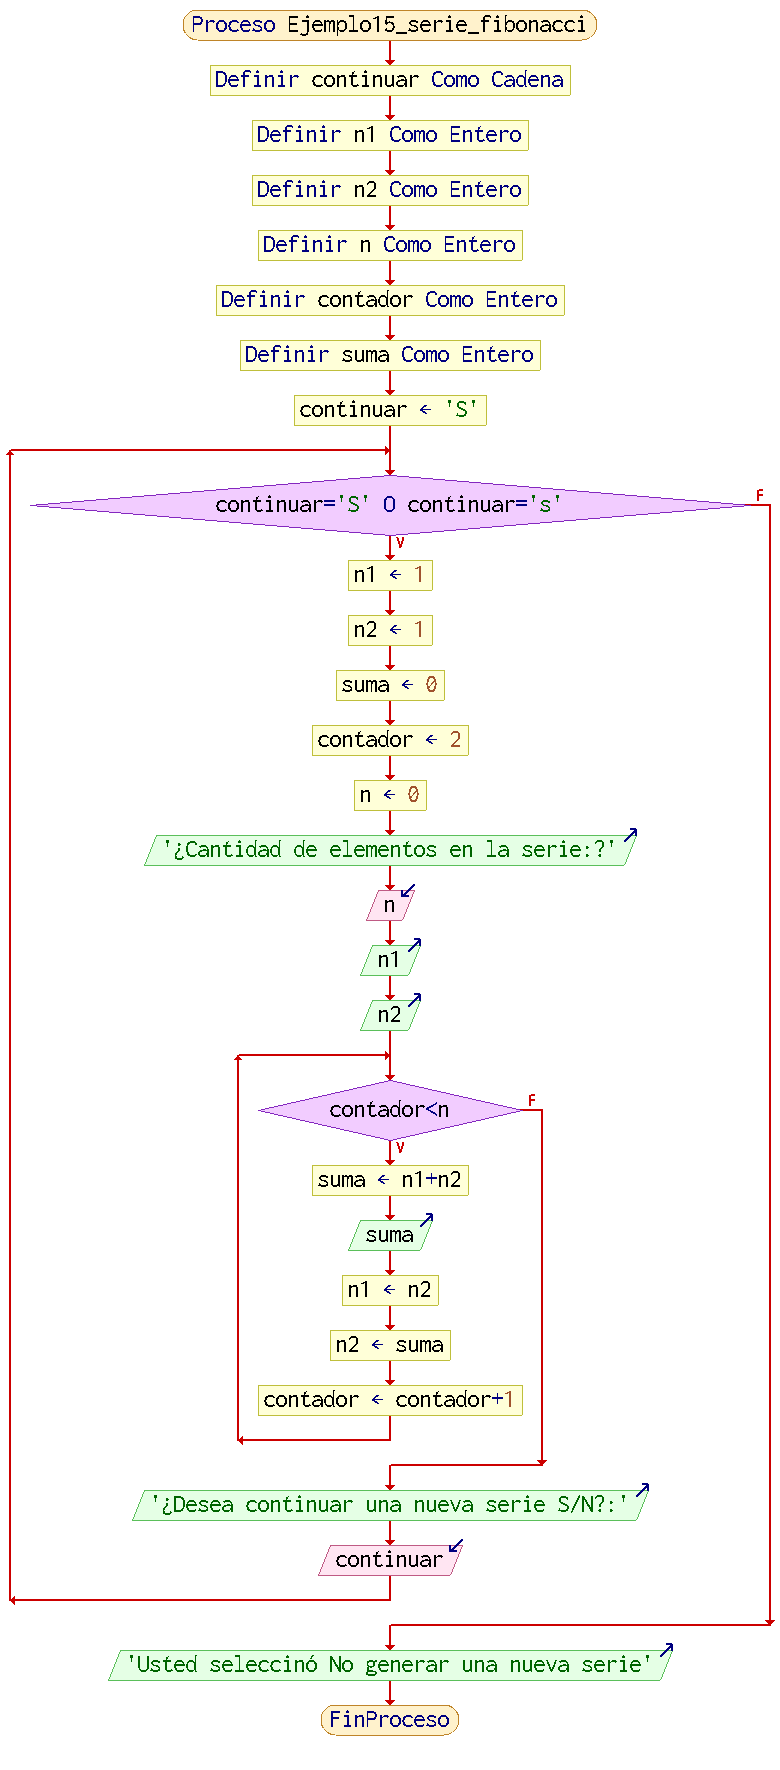 Proceso Ejemplo15_serie_fibonacci
Definir continuar Como Cadena
Definir n1 Como Entero
Definir n2 Como Entero
Definir n Como Entero
Definir contador Como Entero
Definir suma Como Entero
continuar ← 'S'
continuar='S' O continuar='s'
F
V
n1 ← 1
n2 ← 1
suma ← 0
contador ← 2
n ← 0
'¿Cantidad de elementos en la serie:?'
n
n1
n2
contador<n
F
V
suma ← n1+n2
suma
n1 ← n2
n2 ← suma
contador ← contador+1
'¿Desea continuar una nueva serie S/N?:'
continuar
'Usted seleccinó No generar una nueva serie'
FinProceso